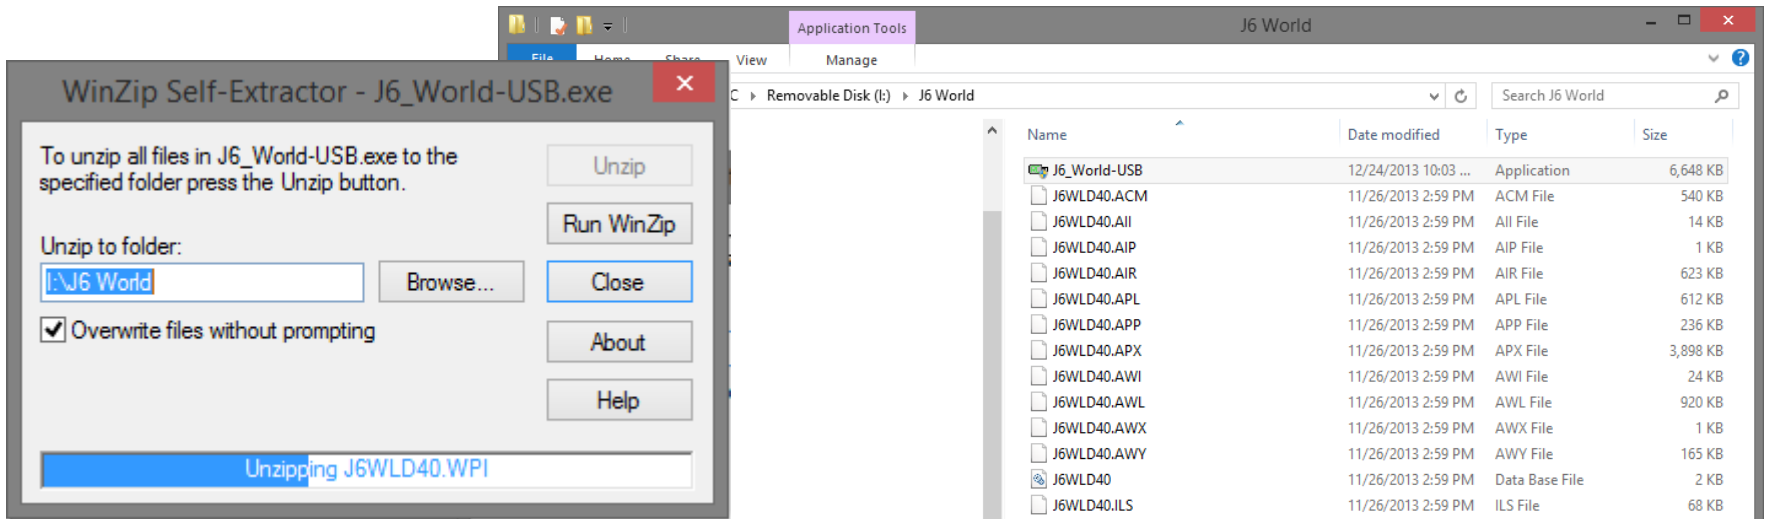 Application Tools
J6 World
File
Home
Share
View
Manage
C
Removable Disk (I:)
J6 World
Search J6 World
WinZip Self-Extractor - J6_World-USB.exe
To unzip all files in J6_World-USB.exe to the
specified folder press the Unzip button.
Unzip to folder:
I:\J6 World
Browse...
Overwrite files without prompting
Unzip
Run WinZip
Close
About
Help
Unzipping J6WLD40.WPI
Name Date modified Type Size
J6_World-USB 12/24/2013 10:03 ... Application 6,648 KB
J6WLD40.ACM 11/26/2013 2:59 PM ACM File 540 KB
J6WLD40.AII 11/26/2013 2:59 PM AII File 14 KB
J6WLD40.AIP 11/26/2013 2:59 PM AIP File 1 KB
J6WLD40.AIR 11/26/2013 2:59 PM AIR File 623 KB
J6WLD40.APL 11/26/2013 2:59 PM APL File 612 KB
J6WLD40.APP 11/26/2013 2:59 PM APP File 236 KB
J6WLD40.APX 11/26/2013 2:59 PM APX File 3,898 KB
J6WLD40.AWI 11/26/2013 2:59 PM AWI File 24 KB
J6WLD40.AWL 11/26/2013 2:59 PM AWL File 920 KB
J6WLD40.AWX 11/26/2013 2:59 PM AWX File 1 KB
J6WLD40.AWY 11/26/2013 2:59 PM AWY File 165 KB
J6WLD40 11/26/2013 2:59 PM Data Base File 2 KB
J6WLD40.ILS 11/26/2013 2:59 PM ILS File 68 KB